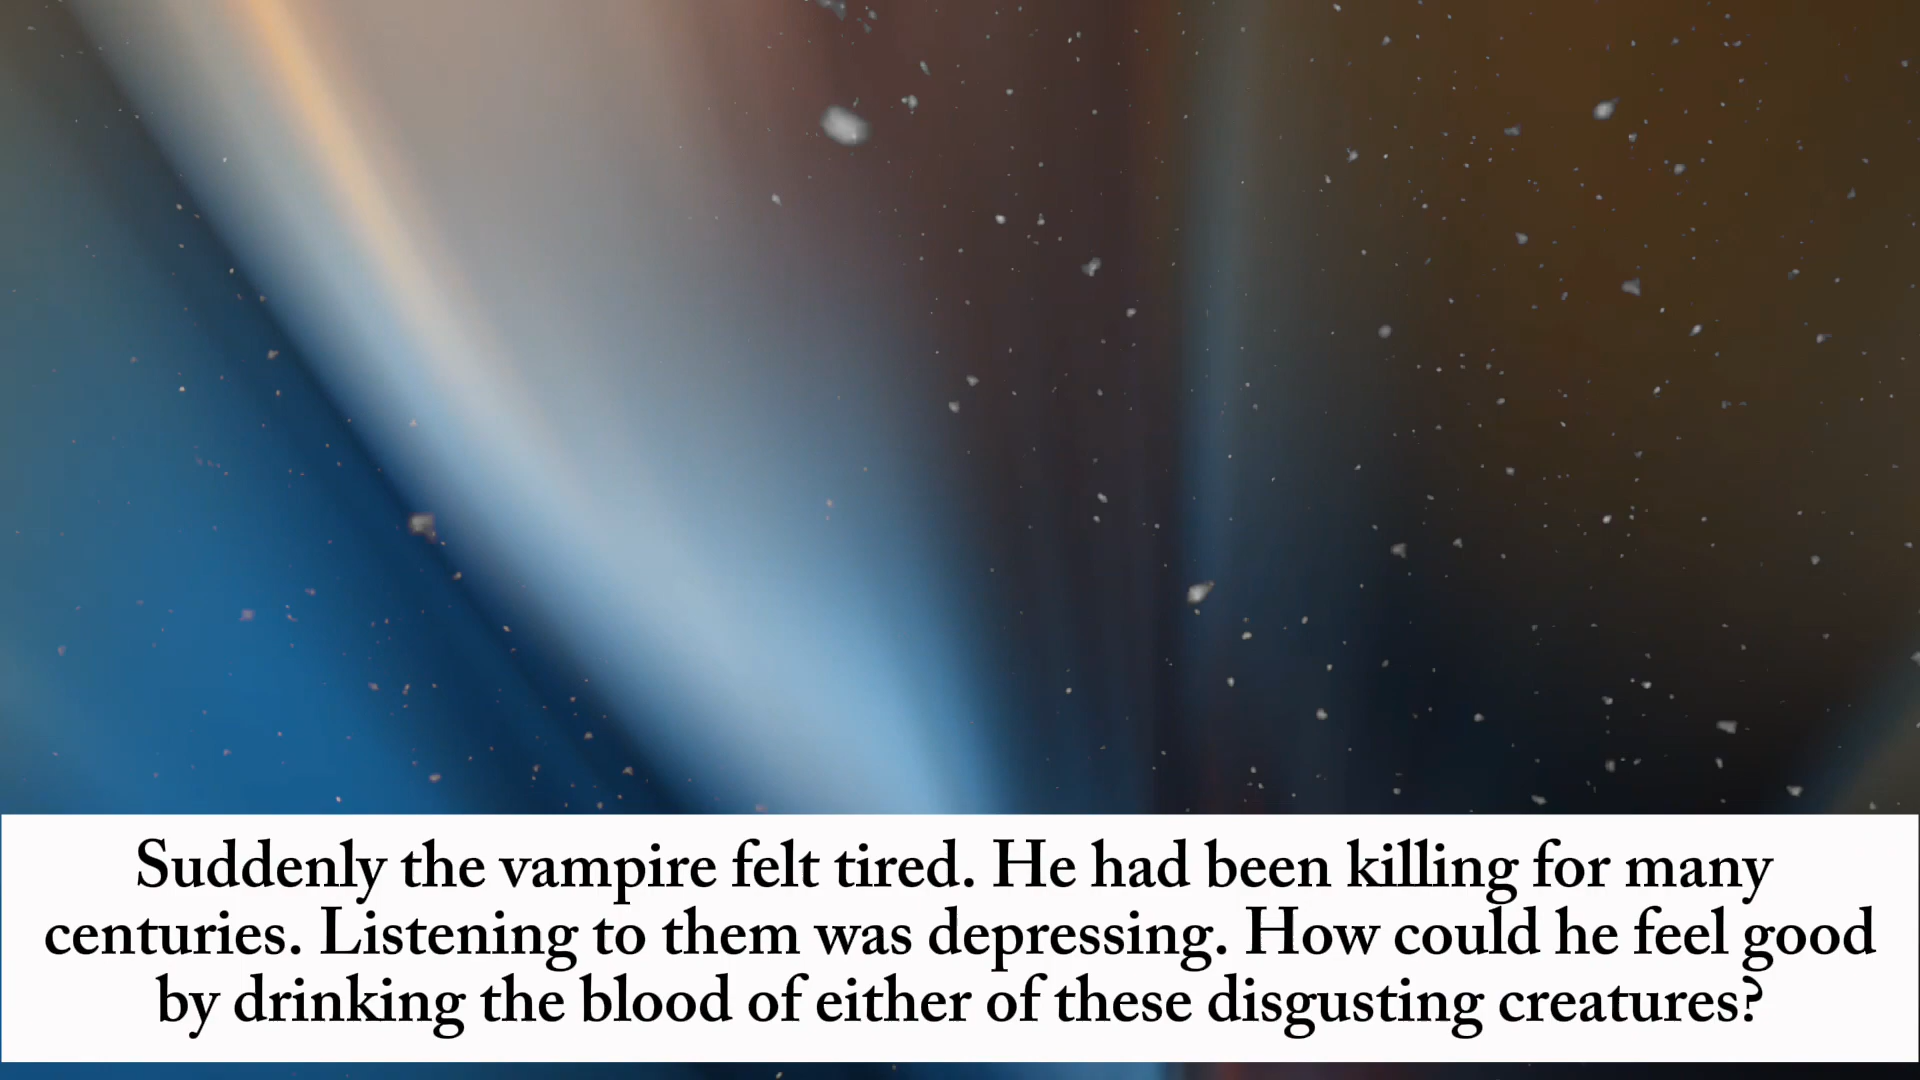 Suddenly the vampire felt tired. He had been killing for many
centuries. Listening to them was depressing. How could he feel good
by drinking the blood of either of these disgusting creatures?